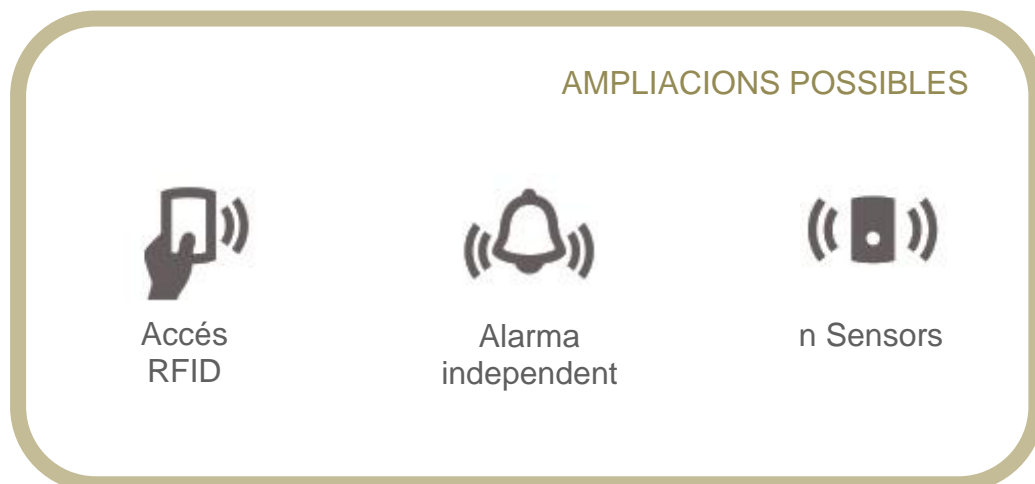 AMPLIACIONS POSSIBLES
Accés
RFID
Alarma
independent
n Sensors